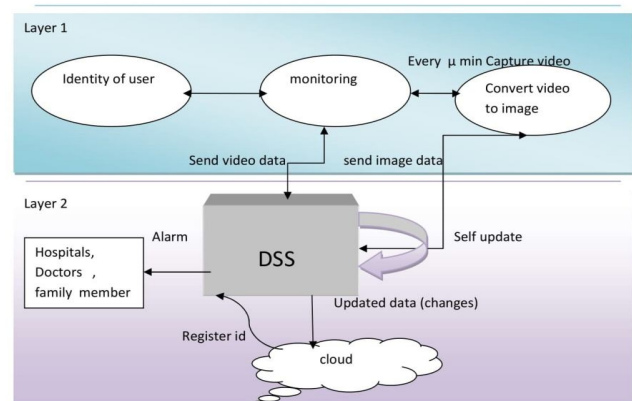 Layer 1
Every μ min Capture video
Identity of user
monitoring
Convert video
to image
Send video data
send image data
Layer 2
Alarm
Self update
Hospitals,
Doctors ,
family member
DSS
Updated data (changes)
Register id
cloud